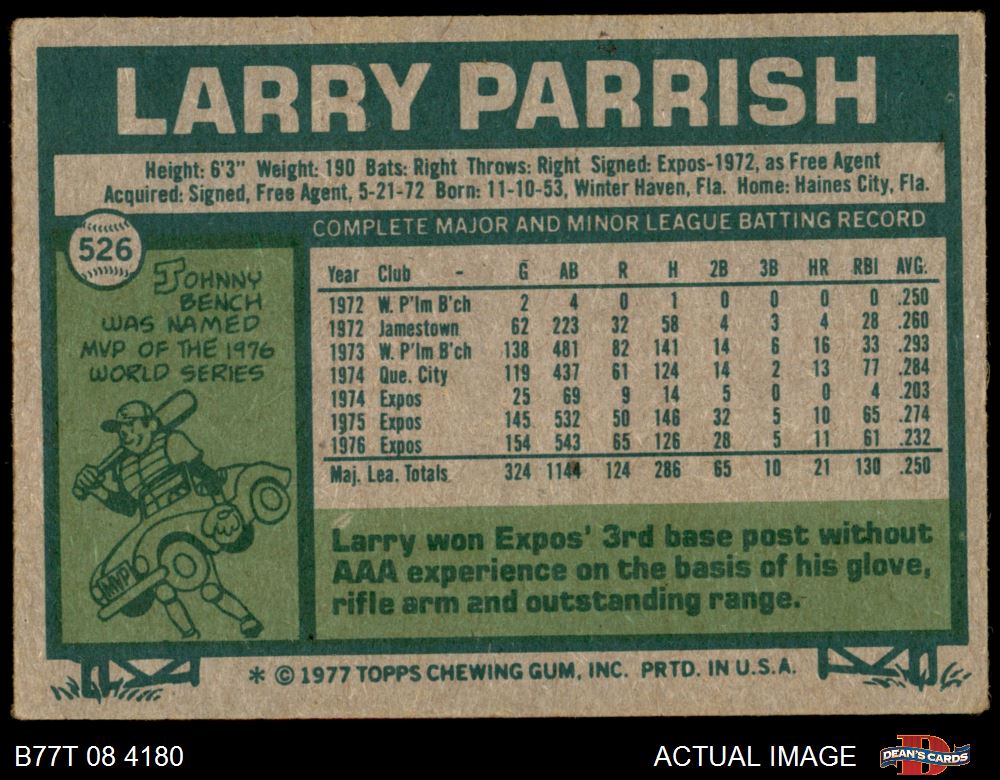 LARRY PARRISH
Height: 6'3" Weight: 190 Bats: Right Throws: Right Signed: Expos-1972, as Free Agent
Acquired: Signed, Free Agent, 5-21-72 Born: 11-10-53, Winter Haven, Fla. Home: Haines City, Fla.
526
JOHNNY
BENCH
WAS NAMED
MVP OF THE 1976
WORLD SERIES
MVP
COMPLETE MAJOR AND MINOR LEAGUE BATTING RECORD
Year Club - G AB R H 2B 3B HR RBI AVG.
1972 W. P'lm B'ch 2 4 0 1 0 0 0 0 .250
1972 Jamestown 62 223 32 58 4 3 4 28 .260
1973 W. P'lm B'ch 138 481 82 141 14 6 16 33 .293
1974 Que. City 119 437 61 124 14 2 13 77 .284
1974 Expos 25 69 9 14 5 0 0 4 .203
1975 Expos 145 532 50 146 32 5 10 65 .274
1976 Expos 154 543 65 126 28 5 11 61 .232
Maj. Lea. Totals 324 1144 124 286 65 10 21 130 .250
Larry won Expos' 3rd base post without
AAA experience on the basis of his glove,
rifle arm and outstanding range.
* © 1977 TOPPS CHEWING GUM, INC. PRTD. IN U.S.A.
B77T 08 4180
ACTUAL IMAGE
D
DEAN'S CARDS